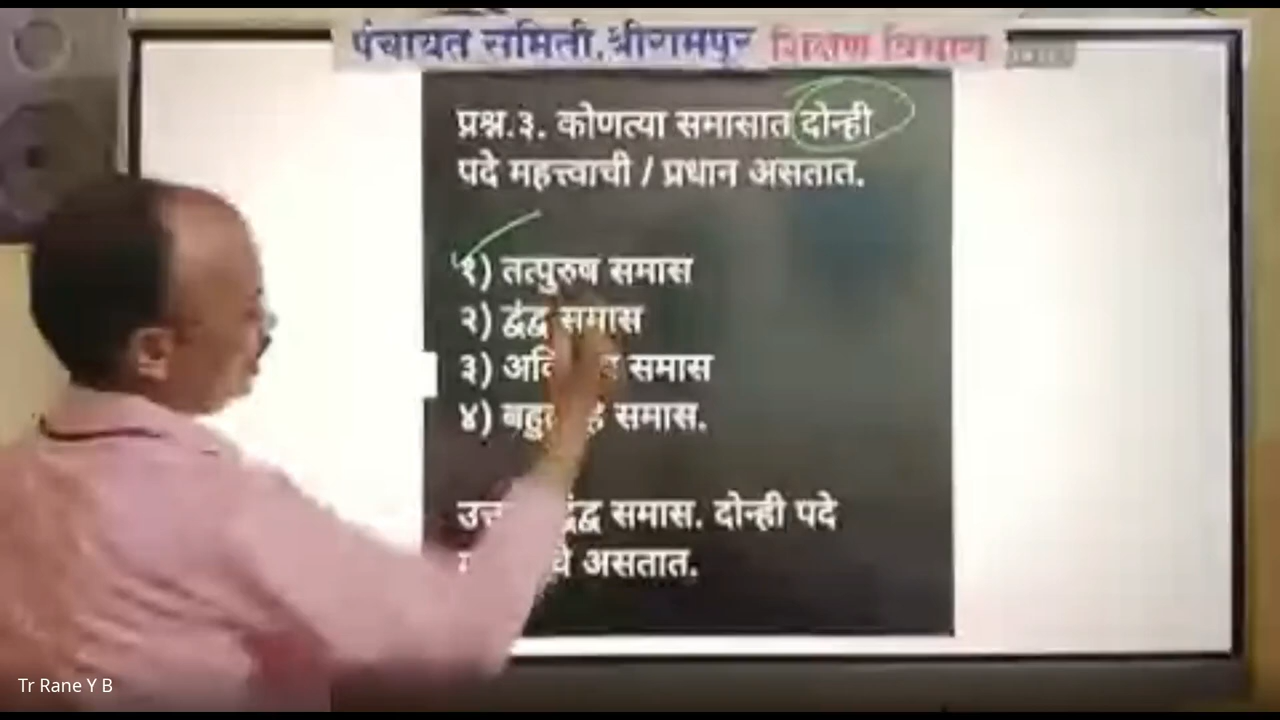 पंचायत समिती.श्रीरामपूर शिक्षण विभाग
प्रश्न.३. कोणत्या समासात दोन्ही
पदे महत्त्वाची / प्रधान असतात.
१) तत्पुरुष समास
२) द्वंद्व समास
३) समास
४) समास.
द्वंद्व समास. दोन्ही पदे
असतात.
Tr Rane Y B